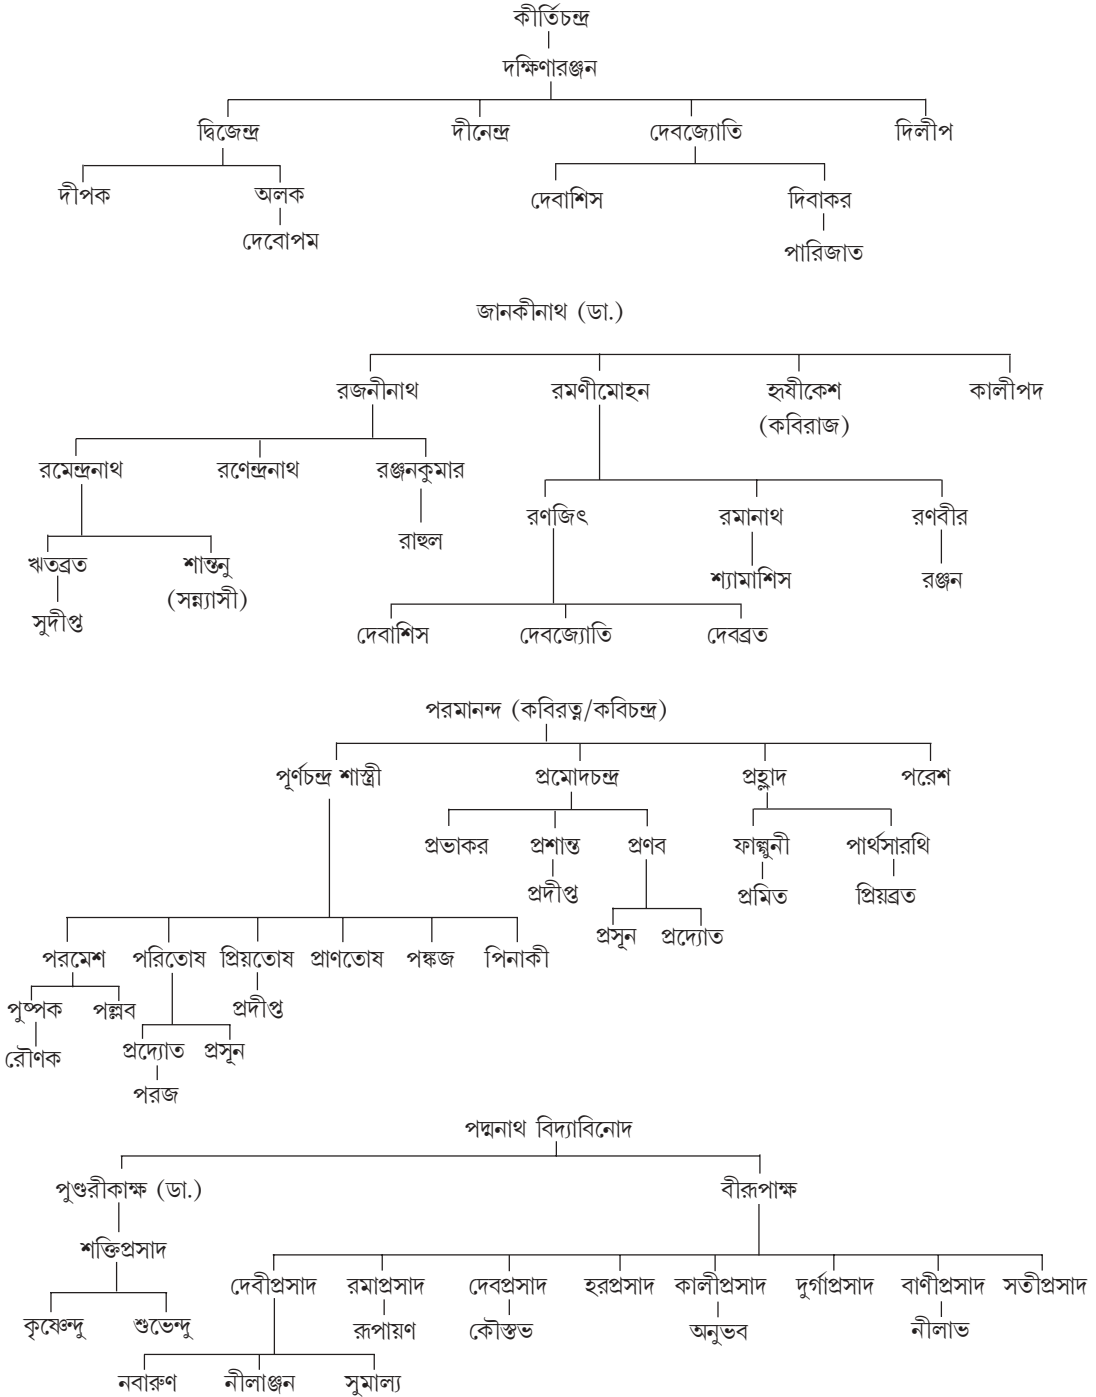 কীর্তিচন্দ্র
দক্ষিণারঞ্জন
দ্বিজেন্দ্র দীনেন্দ্র দেবজ্যোতি দিলীপ
দীপক অলক দেবাশিস দিবাকর
দেবোপম পারিজাত
জানকীনাথ (ডা.)
রজনীনাথ রমণীমোহন হৃষীকেশ কালীপদ
(কবিরাজ)
রমেন্দ্রনাথ রণেন্দ্রনাথ রঞ্জনকুমার
রণজিৎ রমানাথ রণবীর
রাহুল
ঋতব্রত শান্তনু শ্যামাশিস রঞ্জন
(সন্ন্যাসী)
সুদীপ্ত দেবাশিস দেবজ্যোতি দেবব্রত
পরমানন্দ (কবিরত্ন/কবিচন্দ্র)
পূর্ণচন্দ্র শাস্ত্রী প্রমোদচন্দ্র প্রহ্লাদ পরেশ
প্রভাকর প্রশান্ত প্রণব ফাল্গুনী পার্থসারথি
প্রদীপ্ত প্রমিত প্রিয়ব্রত
প্রসূন প্রদ্যোত
পরমেশ পরিতোষ প্রিয়তোষ প্রাণতোষ পঙ্কজ পিনাকী
পুষ্পক পল্লব প্রদীপ্ত
রৌণক প্রদ্যোত প্রসূন
পরজ
পদ্মনাথ বিদ্যাবিনোদ
পুণ্ডরীকাক্ষ (ডা.) বীরূপাক্ষ
শক্তিপ্রসাদ
দেবীপ্রসাদ রমাপ্রসাদ দেবপ্রসাদ হরপ্রসাদ কালীপ্রসাদ দুর্গাপ্রসাদ বাণীপ্রসাদ সতীপ্রসাদ
কৃষ্ণেন্দু শুভেন্দু রূপায়ণ কৌস্তভ অনুভব নীলাভ
নবারুণ নীলাঞ্জন সুমাল্য